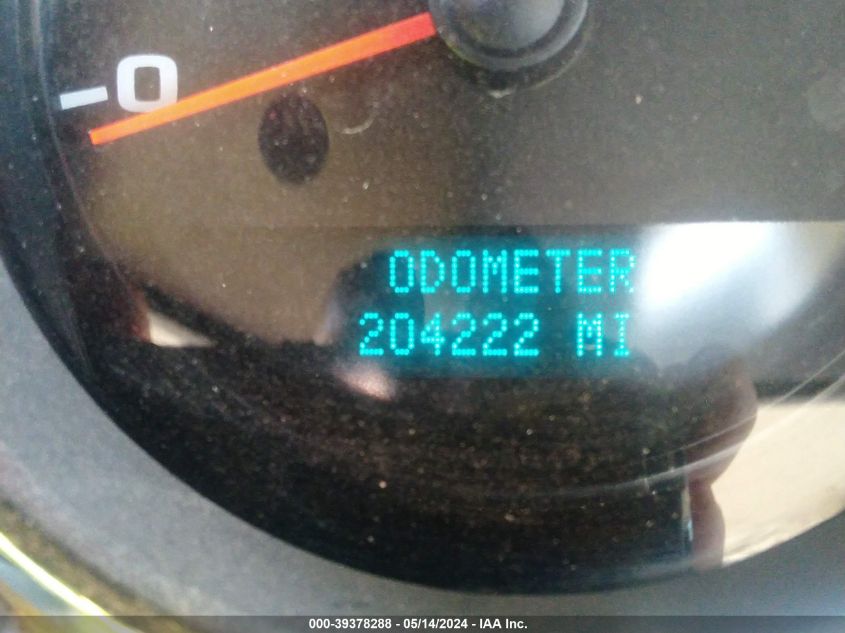 0
ODOMETER
204222 MI
000-39378288 - 05/14/2024 - IAA Inc.